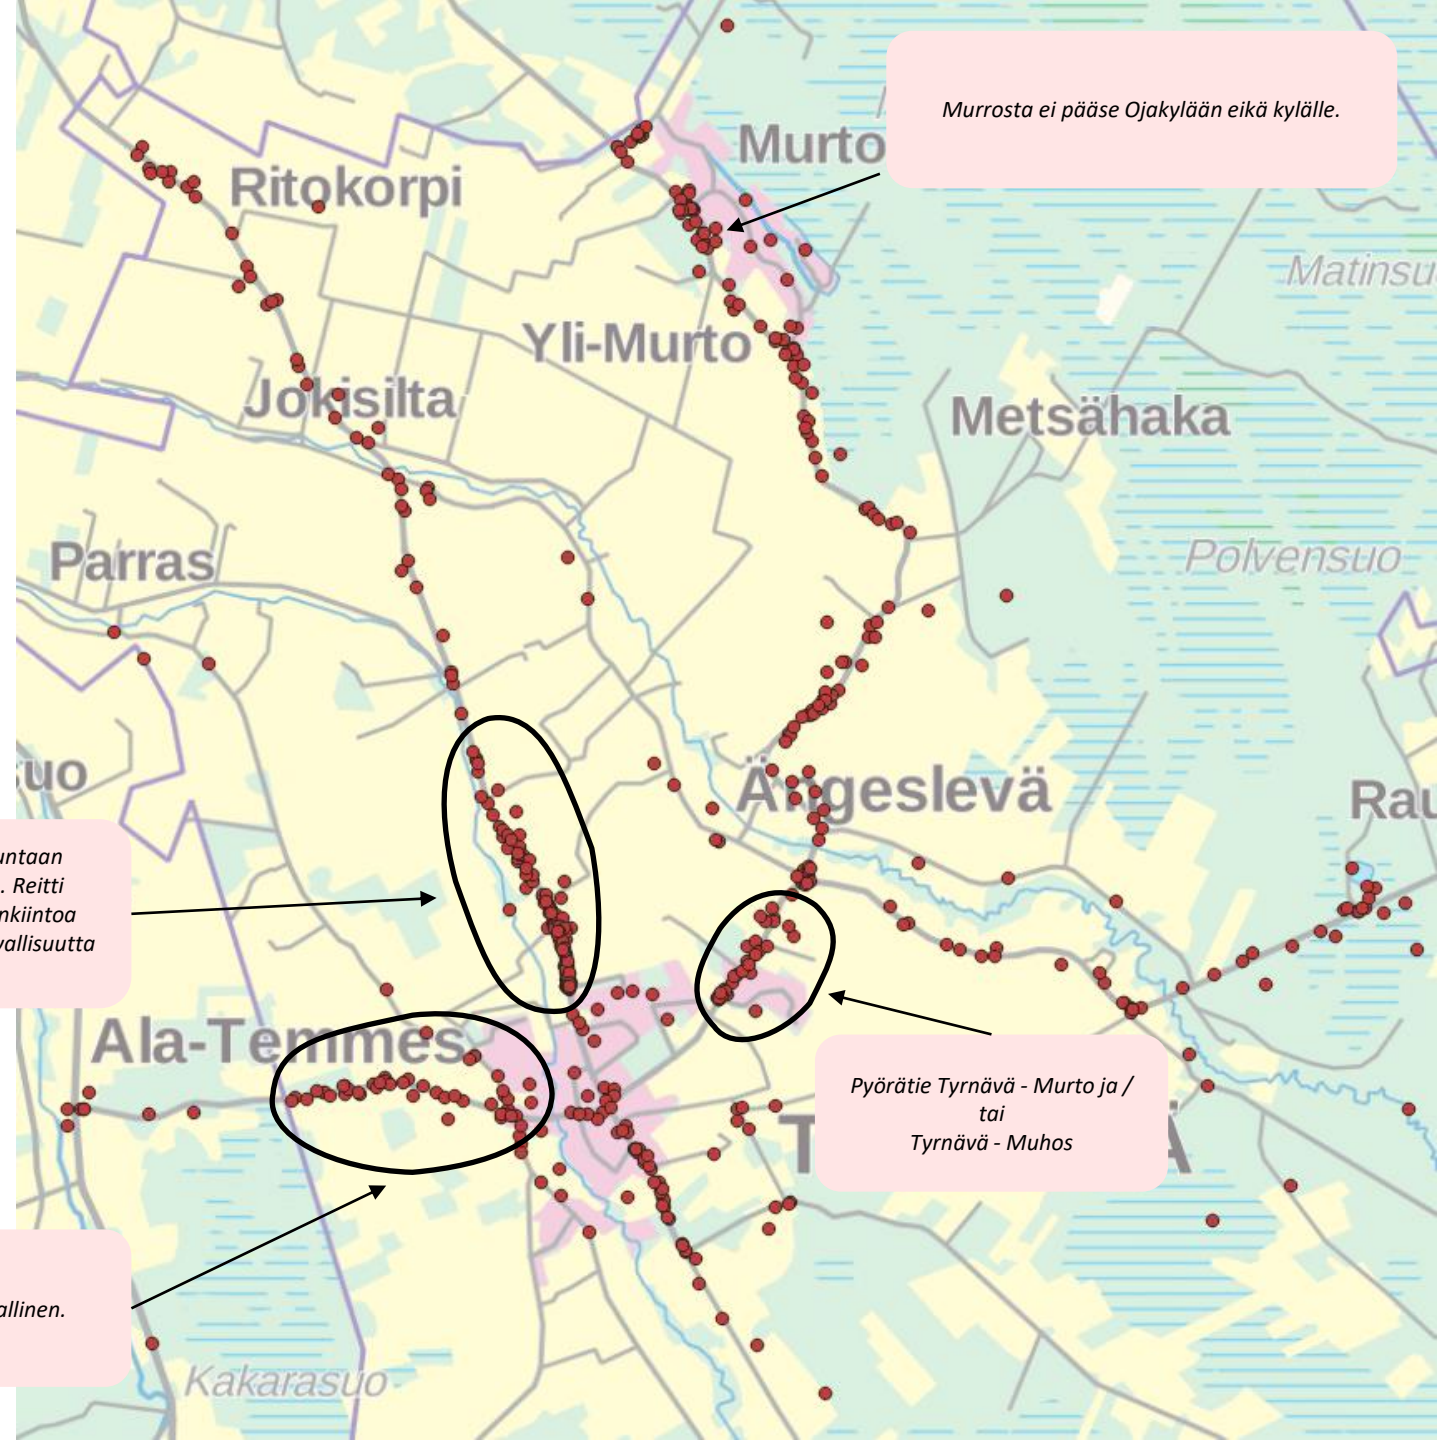 Murrosta ei pääse Ojakylään eikä kylälle.
Murto
Ritokorpi
Matinsu
Yli-Murto
Jokisilta
Metsähaka
Parras
Polvensuo
uo
Ängeslevä
Rau
untaan
. Reitti
nkiintoa
vallisuutta
Ala-Temmes
Pyörätie Tyrnävä - Murto ja /
tai
Tyrnävä - Muhos
T
Ä
allinen.
Kakarasuo